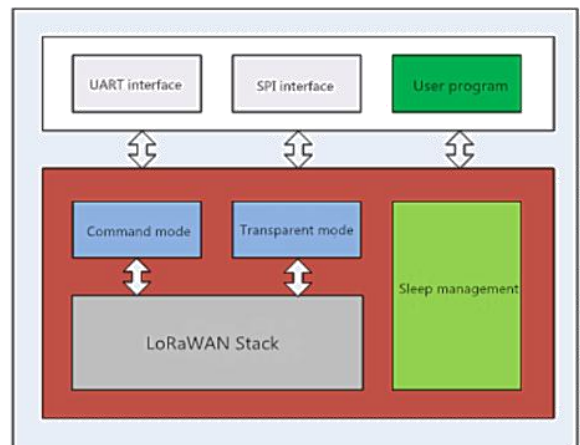 UART interface
SPI interface
User program
Command mode
Transparent mode
Sleep management
LoRaWAN Stack